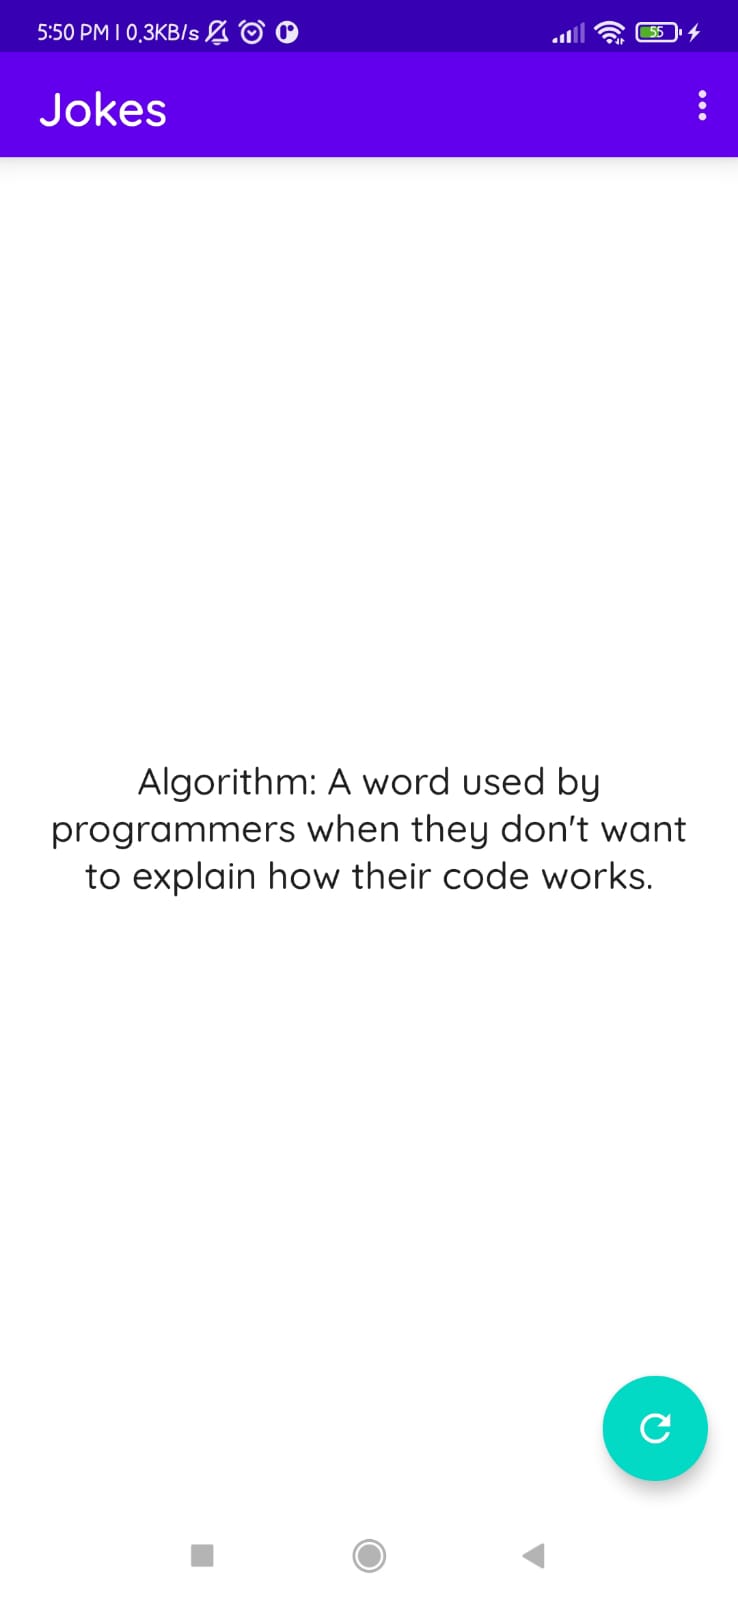 5:50 PM | 0,3KB/s
55
Jokes
Algorithm: A word used by
programmers when they don't want
to explain how their code works.